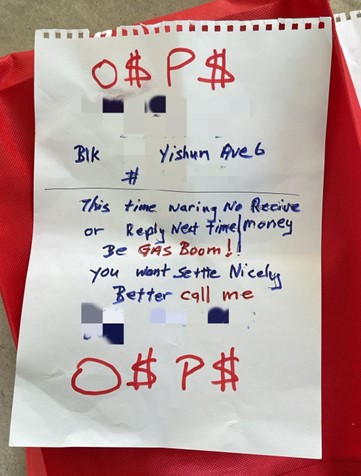 O$ P$
Blk Yishun Ave 6
#
This time waring No Receive
or Reply Next Time/money
Be GAS Boom!!
you want settle Nicely
Better call me
O$ P$